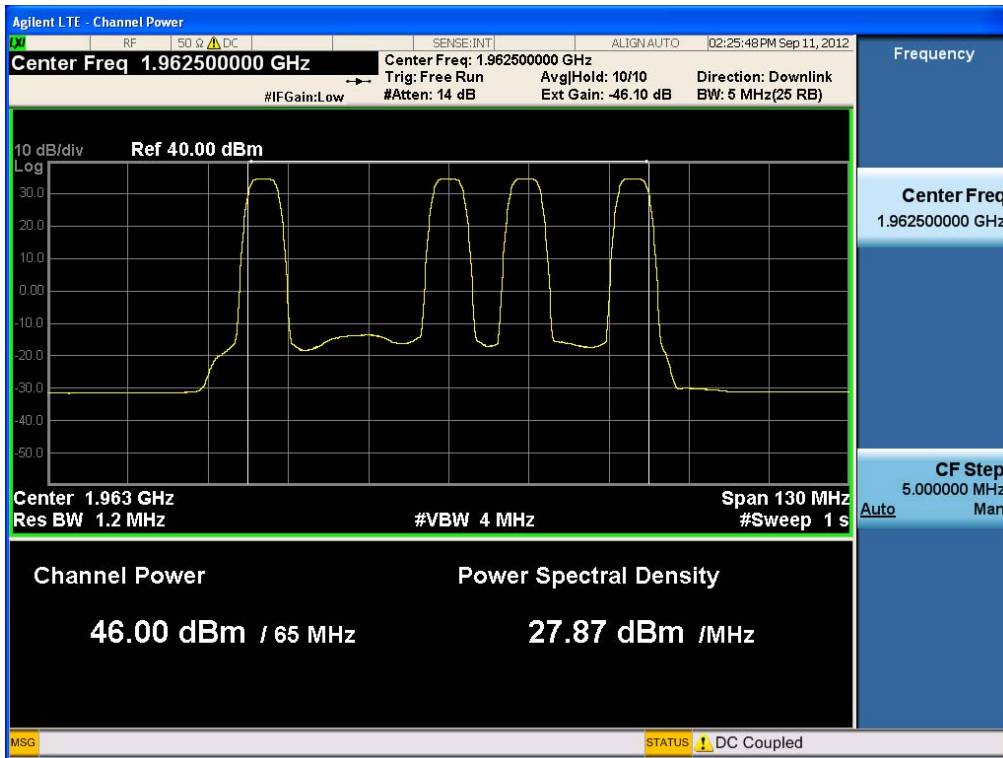 Agilent LTE - Channel Power
LXI RF 50 Ω DC SENSE:INT ALIGN AUTO 02:25:48 PM Sep 11, 2012
Center Freq 1.962500000 GHz
#IFGain:Low
Center Freq: 1.962500000 GHz
Trig: Free Run Avg|Hold: 10/10 Direction: Downlink
#Atten: 14 dB Ext Gain: -46.10 dB BW: 5 MHz(25 RB)
10 dB/div Ref 40.00 dBm
Log
30.0
20.0
10.0
0.00
-10.0
-20.0
-30.0
-40.0
-50.0
Center 1.963 GHz Span 130 MHz
Res BW 1.2 MHz #VBW 4 MHz #Sweep 1 s
Channel Power Power Spectral Density
46.00 dBm / 65 MHz 27.87 dBm /MHz
Frequency
Center Freq
1.962500000 GHz
CF Step
5.000000 MHz
Auto Man
MSG STATUS DC Coupled